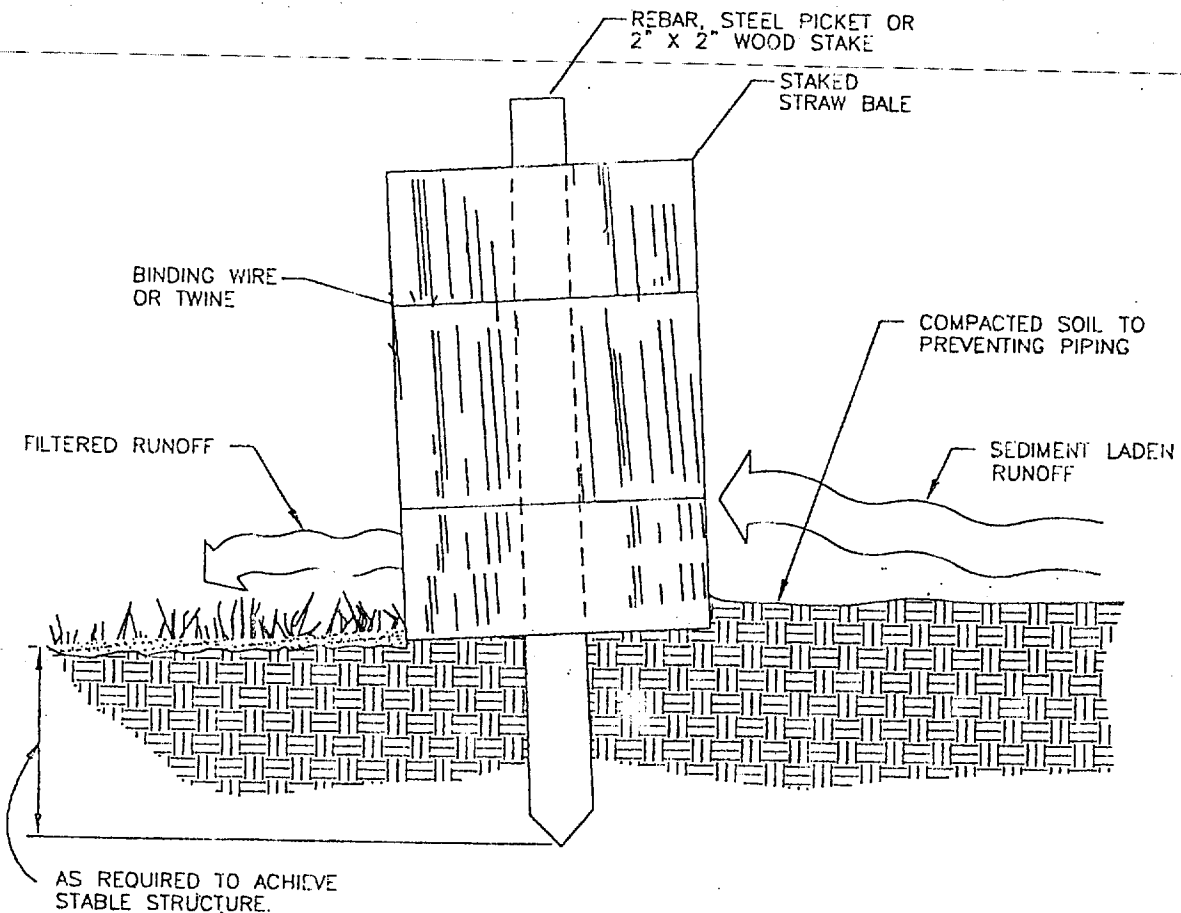 REBAR, STEEL PICKET OR
2" X 2" WOOD STAKE
STAKED
STRAW BALE
BINDING WIRE
OR TWINE
COMPACTED SOIL TO
PREVENTING PIPING
FILTERED RUNOFF
SEDIMENT LADEN
RUNOFF
AS REQUIRED TO ACHIEVE
STABLE STRUCTURE.